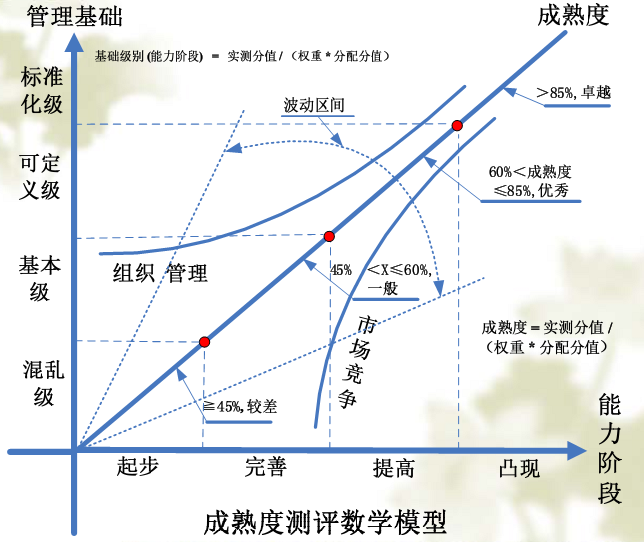 管理基础
成熟度
基础级别(能力阶段) = 实测分值/ (权重*分配分值)
标准
化级
>85%,卓越
波动区间
可定
义级
60%<成熟度
≤85%,优秀
基本
级
组织 管理
45% <X≤60%,
一般
市场竞争
成熟度=实测分值/
(权重*分配分值)
混乱
级
≧45%,较差
能力阶段
起步
完善
提高
凸现
成熟度测评数学模型